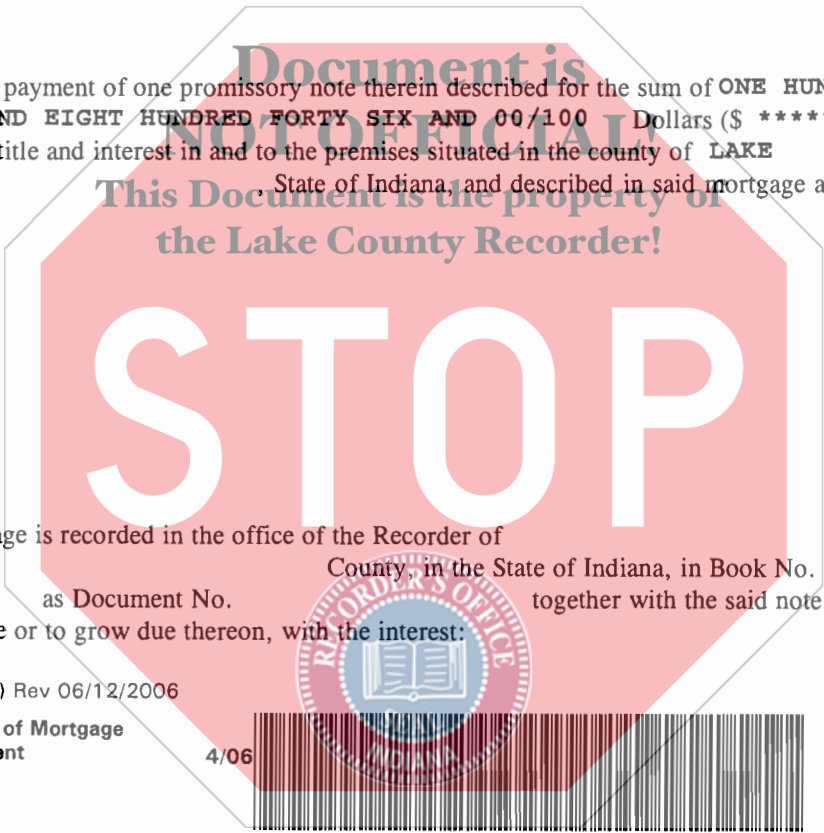 Document is
payment of one promissory note therein described for the sum of ONE HUN
ND EIGHT HUNDRED FORTY SIX AND 00/100 Dollars ($ *****
NOT OFFICIAL!
title and interest in and to the premises situated in the county of LAKE
, State of Indiana, and described in said mortgage a
This Document is the property of
the Lake County Recorder!
STOP
ge is recorded in the office of the Recorder of
County, in the State of Indiana, in Book No.
as Document No. together with the said note
e or to grow due thereon, with the interest:
RECORDER'S OFFICE
) Rev 06/12/2006
of Mortgage
ent 4/06
INDIANA